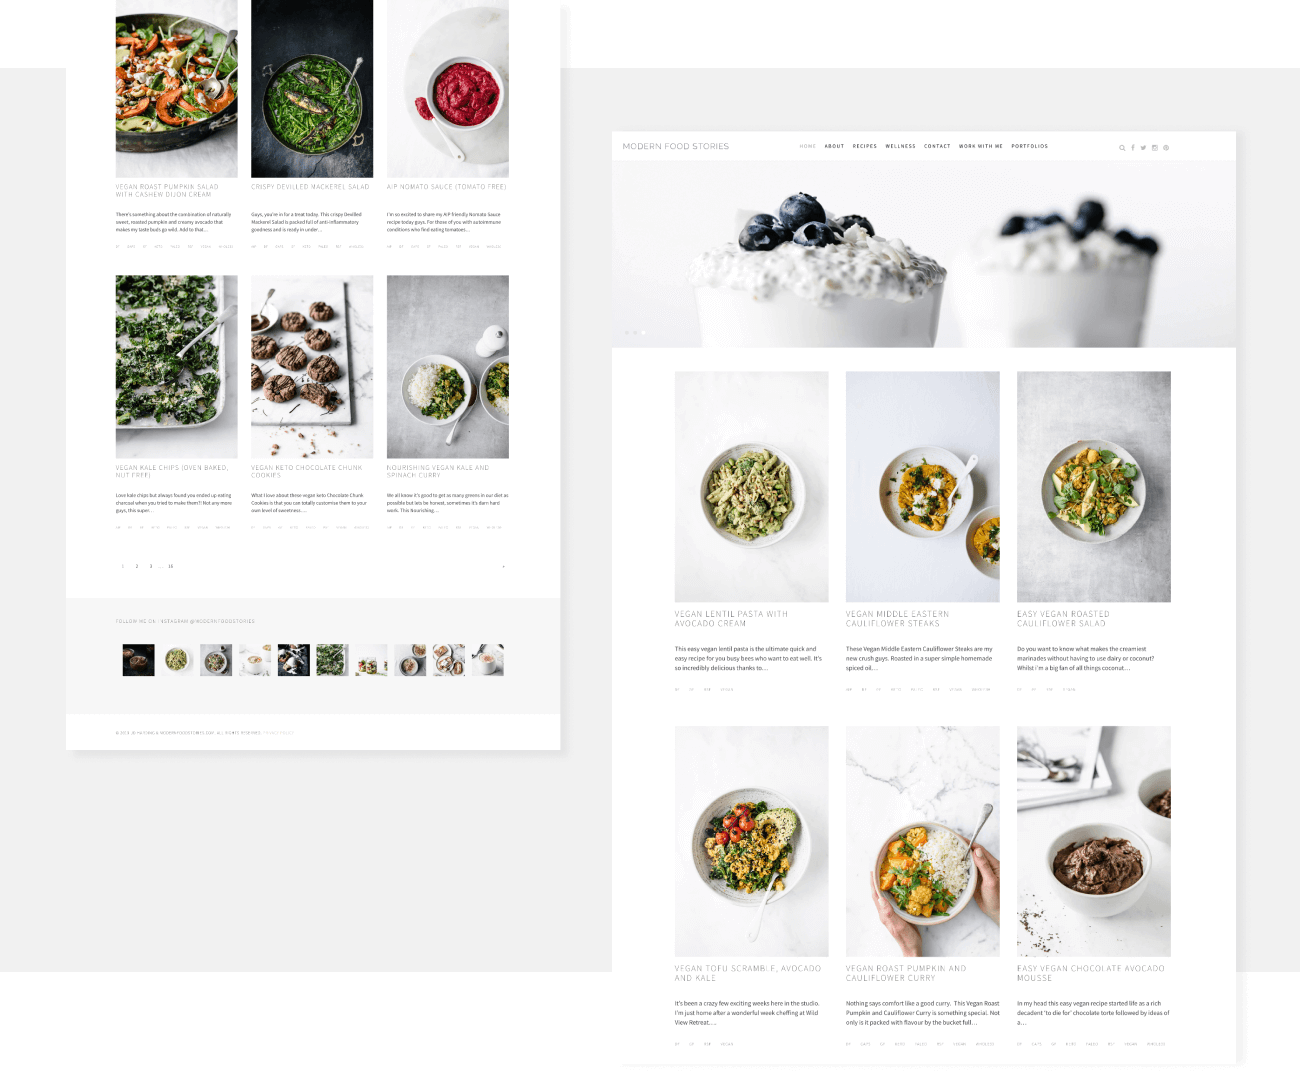 VEGAN ROAST PUMPKIN SALAD
WITH CASHEW DIJON CREAM
There's something about the combination of naturally
sweet, roasted pumpkin and creamy avocado that
makes my taste buds go wild. Add to that…
CRISPY DEVILLED MACKEREL SALAD
Guys, you're in for a treat today. This crispy Devilled
Mackerel Salad is packed full of anti-inflammatory
goodness and is ready in under…
AIP NOMATO SAUCE (TOMATO FREE)
I'm so excited to share my AIP friendly Nomato Sauce
recipe today guys. For those of you with autoimmune
conditions who find eating tomatoes…
VEGAN KALE CHIPS (OVEN BAKED,
NUT FREE)
Love kale chips but always found you ended up eating
charcoal when you tried to make them?! Not any more
guys, this super…
VEGAN KETO CHOCOLATE CHUNK
COOKIES
What I love about these vegan keto Chocolate Chunk
Cookies is that you can totally customise them to your
own level of sweetness. …
NOURISHING VEGAN KALE AND
SPINACH CURRY
We all know it's good to get as many greens in our diet as
possible but lets be honest, sometimes it's darn hard
work. This Nourishing…
1 2 3 … 16
FOLLOW ME ON INSTAGRAM @MODERNFOODSTORIES
ALL RIGHTS RESERVED. PRIVACY POLICY
MODERN FOOD STORIES
HOME ABOUT RECIPES WELLNESS CONTACT WORK WITH ME PORTFOLIOS
VEGAN LENTIL PASTA WITH
AVOCADO CREAM
This easy vegan lentil pasta is the ultimate quick and
easy recipe for you busy bees who want to eat well. It's
so incredibly delicious (thanks to…
VEGAN MIDDLE EASTERN
CAULIFLOWER STEAKS
These Vegan Middle Eastern Cauliflower Steaks are my
new crush guys. Roasted in a super simple homemade
spiced oil…
EASY VEGAN ROASTED
CAULIFLOWER SALAD
Do you want to know what makes the creamiest
marinades without having to use dairy or coconut?
Whilst i'm a big fan of all things coconut…
VEGAN TOFU SCRAMBLE, AVOCADO
AND KALE
It's been a crazy few exciting weeks here in the studio.
I'm just home after a wonderful week cheffing at Wild
View Retreat.…
VEGAN ROAST PUMPKIN AND
CAULIFLOWER CURRY
Nothing says comfort like a good curry. This Vegan Roast
Pumpkin and Cauliflower Curry is something special. Not
only is it packed with flavour by the bucket full…
EASY VEGAN CHOCOLATE AVOCADO
MOUSSE
In my head this easy vegan recipe started life as a rich
decadent 'to die for' chocolate torte followed by ideas of
a…